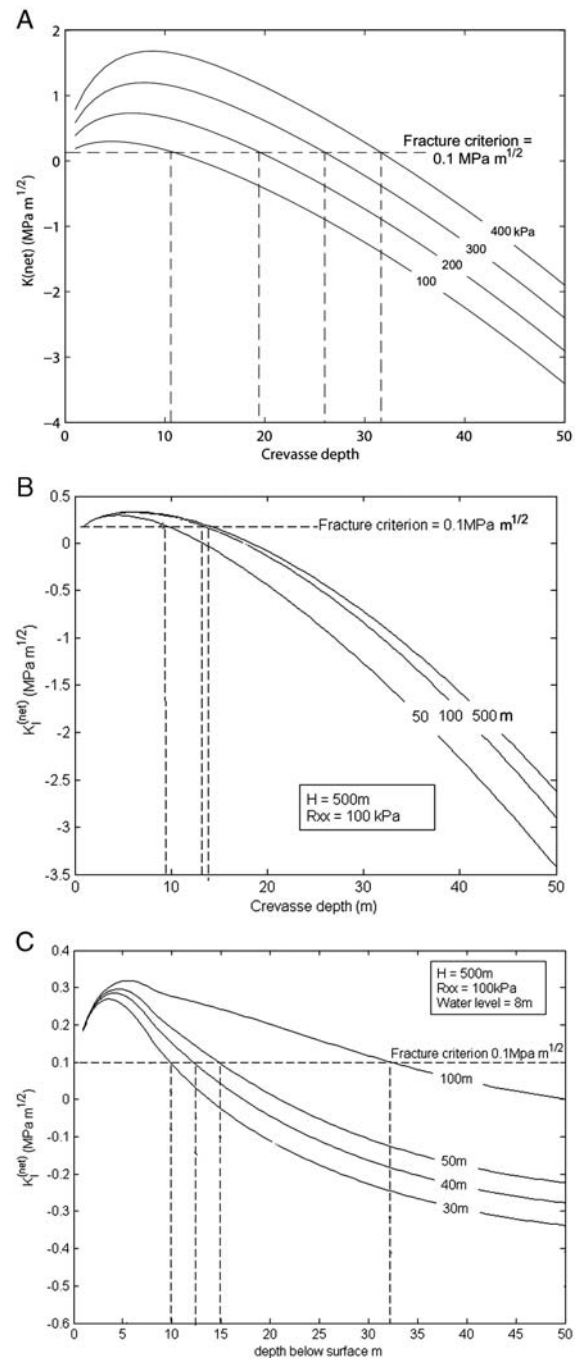 A
K(net) (MPa m1/2)
2
1
0
-1
-2
-3
-4
Fracture criterion =
0.1 MPa m1/2
400 kPa
300
200
100
0 10 20 30 40 50
Crevasse depth
B
KI(net) (MPa m1/2)
0.5
0
-0.5
-1
-1.5
-2
-2.5
-3
-3.5
Fracture criterion = 0.1MPa m1/2
50 100 500 m
H = 500m
Rxx = 100 kPa
0 10 20 30 40 50
Crevasse depth (m)
C
KI(net) (MPa m1/2)
0.4
0.3
0.2
0.1
0
-0.1
-0.2
-0.3
-0.4
-0.5
-0.6
H = 500m
Rxx = 100kPa
Water level = 8m
Fracture criterion 0.1Mpa m1/2
100m
50m
40m
30m
0 5 10 15 20 25 30 35 40 45 50
depth below surface m